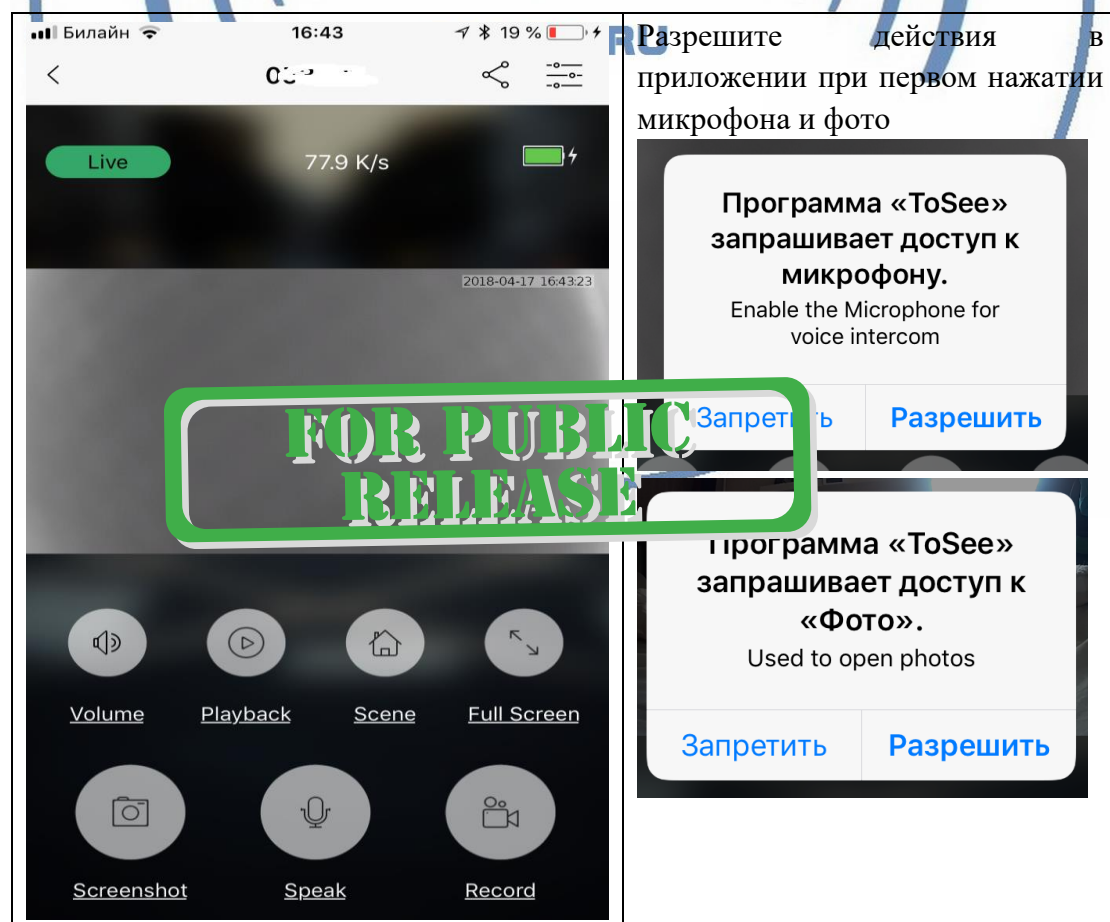 Билайн 16:43 19 %
Live 77.9 K/s
2018-04-17 16:43:23
Volume Playback Scene Full Screen
Screenshot Speak Record
RU
Разрешите действия в
приложении при первом нажатии
микрофона и фото
Программа «ToSee»
запрашивает доступ к
микрофону.
Enable the Microphone for
voice intercom
Запретить Разрешить
FOR PUBLIC
RELEASE
Программа «ToSee»
запрашивает доступ к
«Фото».
Used to open photos
Запретить Разрешить